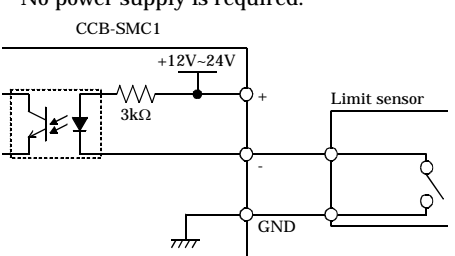 No power supply is required.
CCB-SMC1
+12V~24V
+
3kΩ
Limit sensor
-
GND